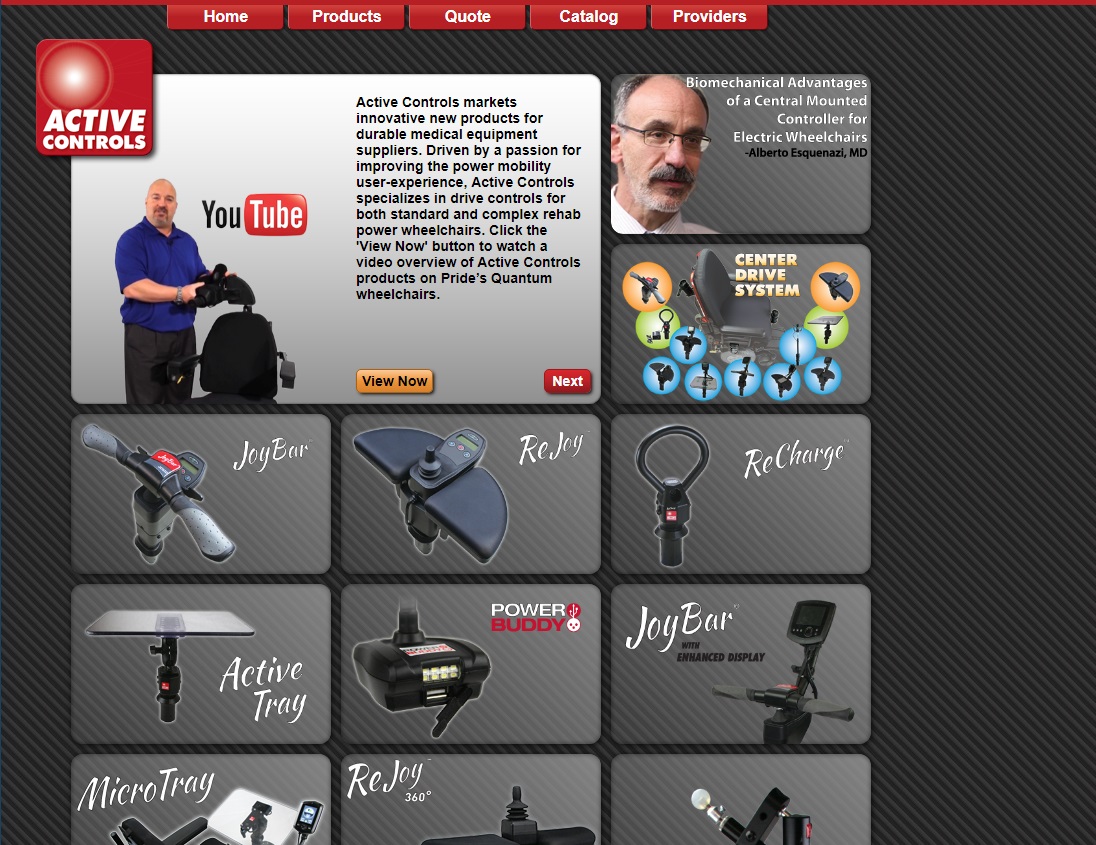 Home
Products
Quote
Catalog
Providers
ACTIVE
CONTROLS
You Tube
Active Controls markets
innovative new products for
durable medical equipment
suppliers. Driven by a passion for
improving the power mobility
user-experience, Active Controls
specializes in drive controls for
both standard and complex rehab
power wheelchairs. Click the
'View Now' button to watch a
video overview of Active Controls
products on Pride’s Quantum
wheelchairs.
View Now
Next
Biomechanical Advantages
of a Central Mounted
Controller for
Electric Wheelchairs
-Alberto Esquenazi, MD
CENTER
DRIVE
SYSTEM
JoyBar
ReJoy
ReCharge
Active
Tray
POWER
BUDDY
JoyBar
WITH
ENHANCED DISPLAY
MicroTray
ReJoy
360°